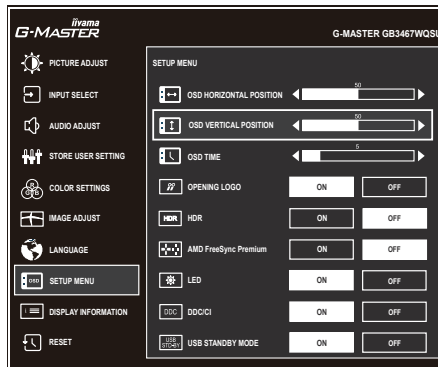 iiyama
G-MASTER
G-MASTER GB3467WQSU
PICTURE ADJUST
INPUT SELECT
AUDIO ADJUST
STORE USER SETTING
R
G B
COLOR SETTINGS
IMAGE ADJUST
LANGUAGE
OSD
SETUP MENU
i
DISPLAY INFORMATION
RESET
SETUP MENU
OSD HORIZONTAL POSITION
50
OSD VERTICAL POSITION
50
OSD TIME
5
OPENING LOGO ON OFF
HDR HDR ON OFF
AMD FreeSync Premium ON OFF
LED ON OFF
DDC DDC/CI ON OFF
USB
STD-BY
USB STANDBY MODE ON OFF